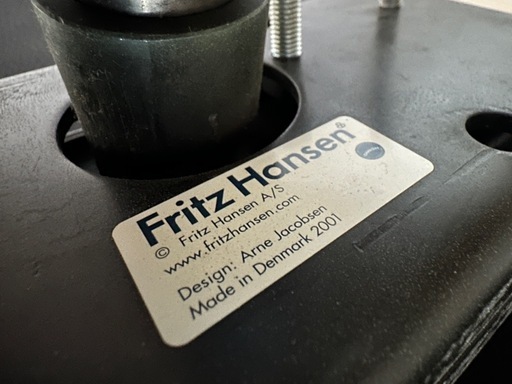 Fritz Hansen®
© Fritz Hansen A/S
www.fritzhansen.com
Design: Arne Jacobsen
Made in Denmark 2001